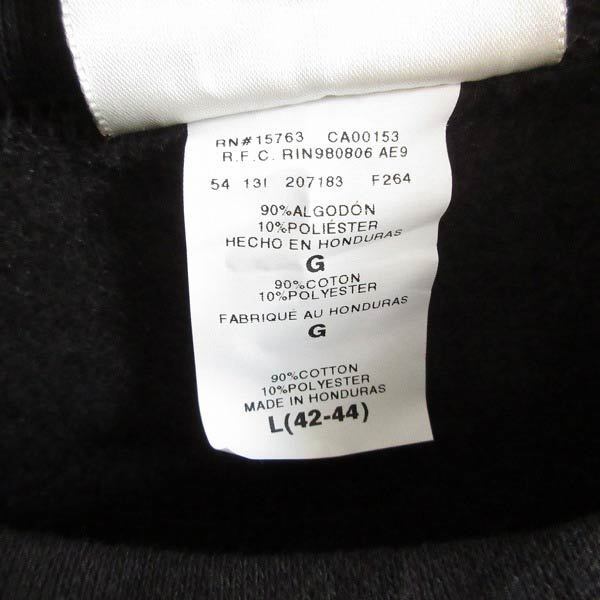 RN#15763 CA00153
R.F.C. RIN980806 AE9
54 13I 207183 F264
90%ALGODÓN
10%POLIÉSTER
HECHO EN HONDURAS
G
90%COTON
10%POLYESTER
FABRIQUÉ AU HONDURAS
G
90%COTTON
10%POLYESTER
MADE IN HONDURAS
L(42-44)